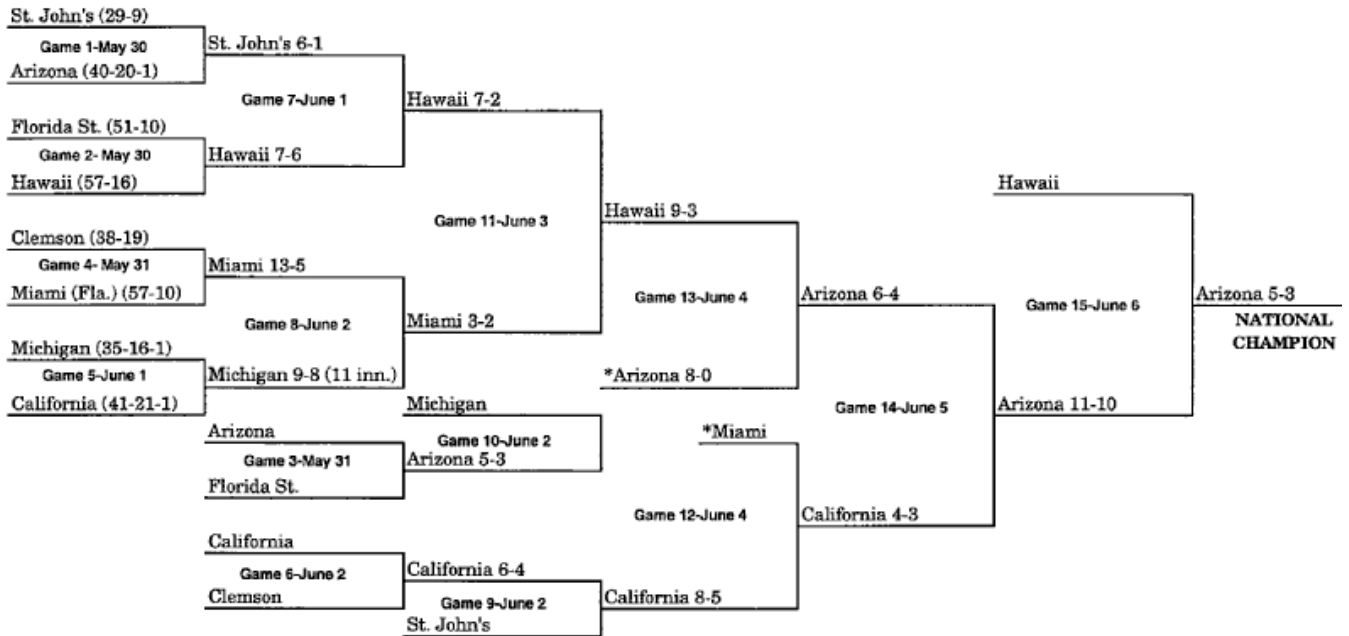 St. John's (29-9)
Game 1-May 30
Arizona (40-20-1)
St. John's 6-1
Game 7-June 1
Florida St. (51-10)
Game 2- May 30
Hawaii (57-16)
Hawaii 7-6
Hawaii 7-2
Game 11-June 3
Clemson (38-19)
Game 4- May 31
Miami (Fla.) (57-10)
Miami 13-5
Game 8-June 2
Michigan (35-16-1)
Game 5-June 1
California (41-21-1)
Michigan 9-8 (11 inn.)
Miami 3-2
Hawaii 9-3
Game 13-June 4
*Arizona 8-0
Michigan
Game 10-June 2
Arizona
Game 3-May 31
Florida St.
Arizona 5-3
Arizona 6-4
Game 14-June 5
*Miami
Game 12-June 4
California
Game 6-June 2
Clemson
California 6-4
Game 9-June 2
St. John's
California 8-5
California 4-3
Hawaii
Game 15-June 6
Arizona 11-10
Arizona 5-3
NATIONAL
CHAMPION